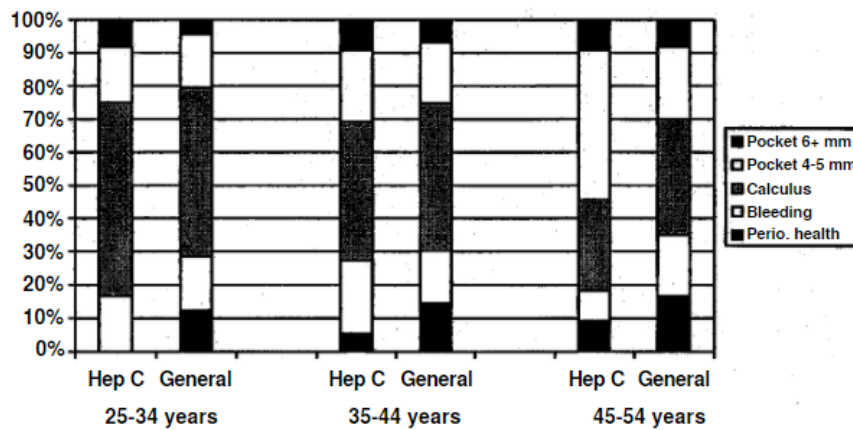 100%
90%
80%
70%
60%
50%
40%
30%
20%
10%
0%
Hep C General Hep C General Hep C General
25-34 years 35-44 years 45-54 years
Pocket 6+ mm
Pocket 4-5 mm
Calculus
Bleeding
Perio. health